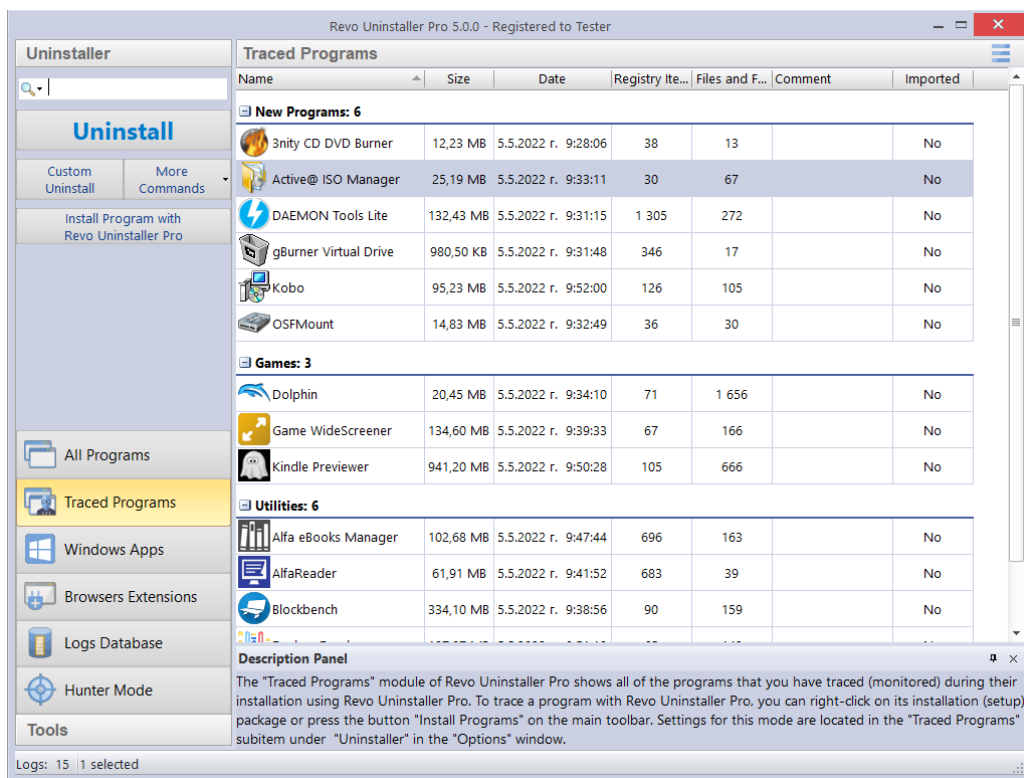 Revo Uninstaller Pro 5.0.0 - Registered to Tester
Uninstaller
Uninstall
Custom Uninstall
More Commands
Install Program with
Revo Uninstaller Pro
All Programs
Traced Programs
Windows Apps
Browsers Extensions
Logs Database
Hunter Mode
Tools
Traced Programs
Name Size Date Registry Ite... Files and F... Comment Imported
New Programs: 6
3nity CD DVD Burner 12,23 MB 5.5.2022 г. 9:28:06 38 13 No
Active@ ISO Manager 25,19 MB 5.5.2022 г. 9:33:11 30 67 No
DAEMON Tools Lite 132,43 MB 5.5.2022 г. 9:31:15 1 305 272 No
gBurner Virtual Drive 980,50 KB 5.5.2022 г. 9:31:48 346 17 No
Kobo 95,23 MB 5.5.2022 г. 9:52:00 126 105 No
OSFMount 14,83 MB 5.5.2022 г. 9:32:49 36 30 No
Games: 3
Dolphin 20,45 MB 5.5.2022 г. 9:34:10 71 1 656 No
Game WideScreener 134,60 MB 5.5.2022 г. 9:39:33 67 166 No
Kindle Previewer 941,20 MB 5.5.2022 г. 9:50:28 105 666 No
Utilities: 6
Alfa eBooks Manager 102,68 MB 5.5.2022 г. 9:47:44 696 163 No
AlfaReader 61,91 MB 5.5.2022 г. 9:41:52 683 39 No
Blockbench 334,10 MB 5.5.2022 г. 9:38:56 90 159 No
Description Panel
The "Traced Programs" module of Revo Uninstaller Pro shows all of the programs that you have traced (monitored) during their
installation using Revo Uninstaller Pro. To trace a program with Revo Uninstaller Pro, you can right-click on its installation (setup)
package or press the button "Install Programs" on the main toolbar. Settings for this mode are located in the "Traced Programs"
subitem under "Uninstaller" in the "Options" window.
Logs: 15 1 selected